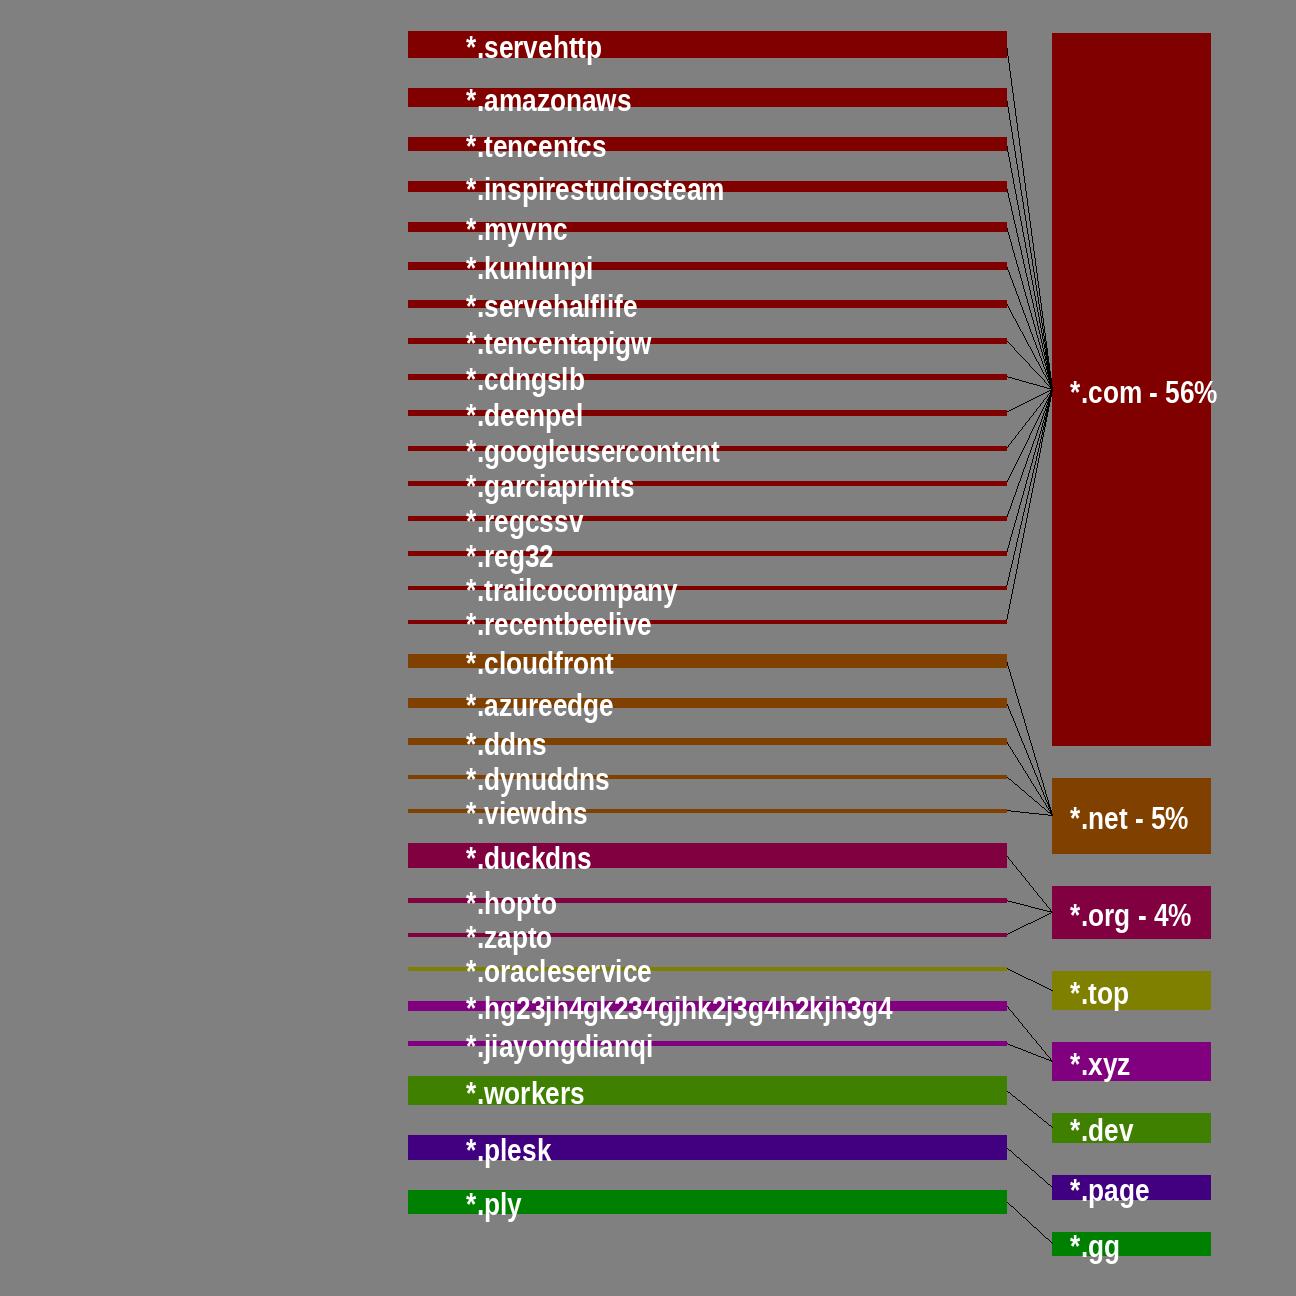 *.servehttp
*.amazonaws
*.tencentcs
*.inspirestudiosteam
*.myvnc
*.kunlunpi
*.servehalflife
*.tencentapigw
*.cdngslb
*.deenpel
*.googleusercontent
*.garciaprints
*.regcssv
*.reg32
*.trailcocompany
*.recentbeelive
*.cloudfront
*.azureedge
*.ddns
*.dynuddns
*.viewdns
*.duckdns
*.hopto
*.zapto
*.oracleservice
*.hg23jh4gk234gjhk2j3g4h2kjh3g4
*.jiayongdianqi
*.workers
*.plesk
*.ply
*.com - 56%
*.net - 5%
*.org - 4%
*.top
*.xyz
*.dev
*.page
*.gg